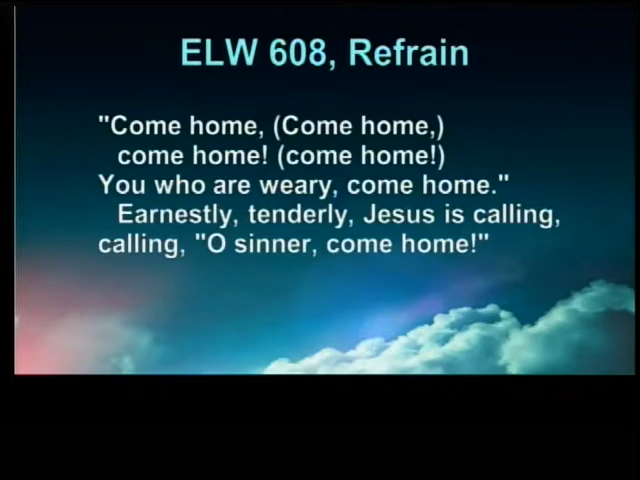 ELW 608, Refrain
"Come home, (Come home,)
come home! (come home!)
You who are weary, come home."
Earnestly, tenderly, Jesus is calling,
calling, "O sinner, come home!"